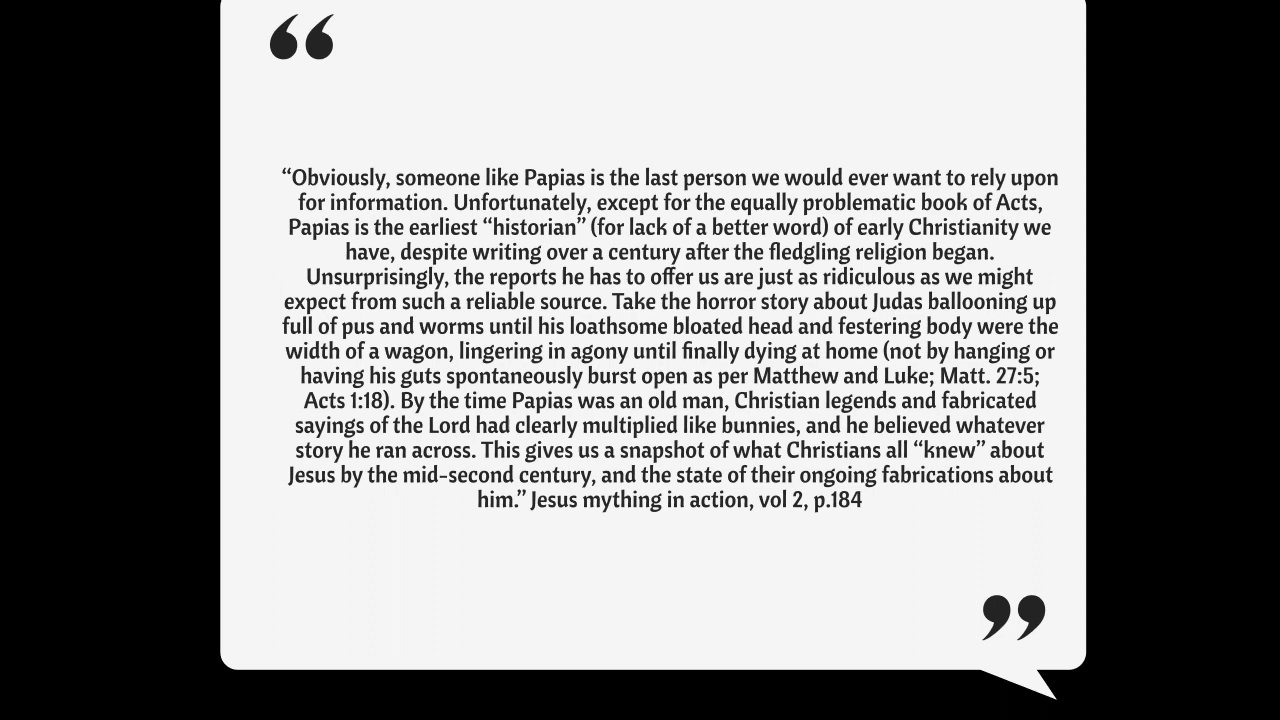 “
“Obviously, someone like Papias is the last person we would ever want to rely upon
for information. Unfortunately, except for the equally problematic book of Acts,
Papias is the earliest “historian” (for lack of a better word) of early Christianity we
have, despite writing over a century after the fledgling religion began.
Unsurprisingly, the reports he has to offer us are just as ridiculous as we might
expect from such a reliable source. Take the horror story about Judas ballooning up
full of pus and worms until his loathsome bloated head and festering body were the
width of a wagon, lingering in agony until finally dying at home (not by hanging or
having his guts spontaneously burst open as per Matthew and Luke; Matt. 27:5;
Acts 1:18). By the time Papias was an old man, Christian legends and fabricated
sayings of the Lord had clearly multiplied like bunnies, and he believed whatever
story he ran across. This gives us a snapshot of what Christians all “knew” about
Jesus by the mid-second century, and the state of their ongoing fabrications about
him.” Jesus mything in action, vol 2, p.184
”